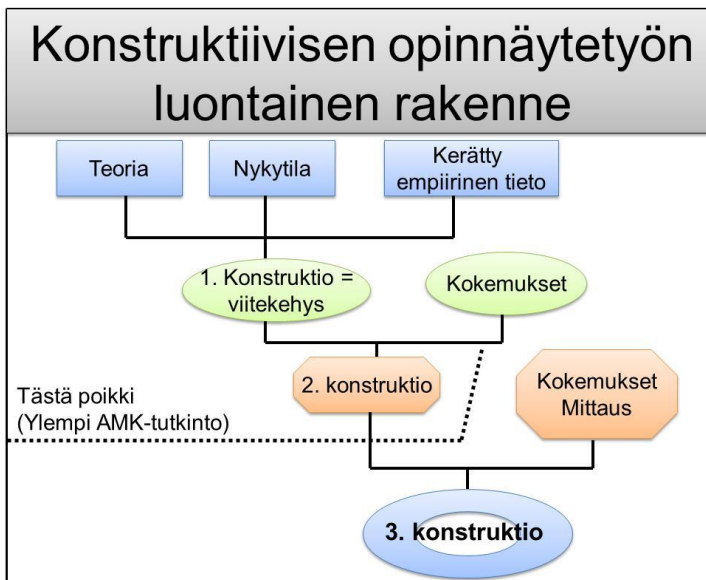 Konstruktiivisen opinnäytetyön
luontainen rakenne
Teoria
Nykytila
Kerätty
empiirinen tieto
1. Konstruktio =
viitekehys
Kokemukset
2. konstruktio
Kokemukset
Mittaus
Tästä poikki
(Ylempi AMK-tutkinto)
3. konstruktio